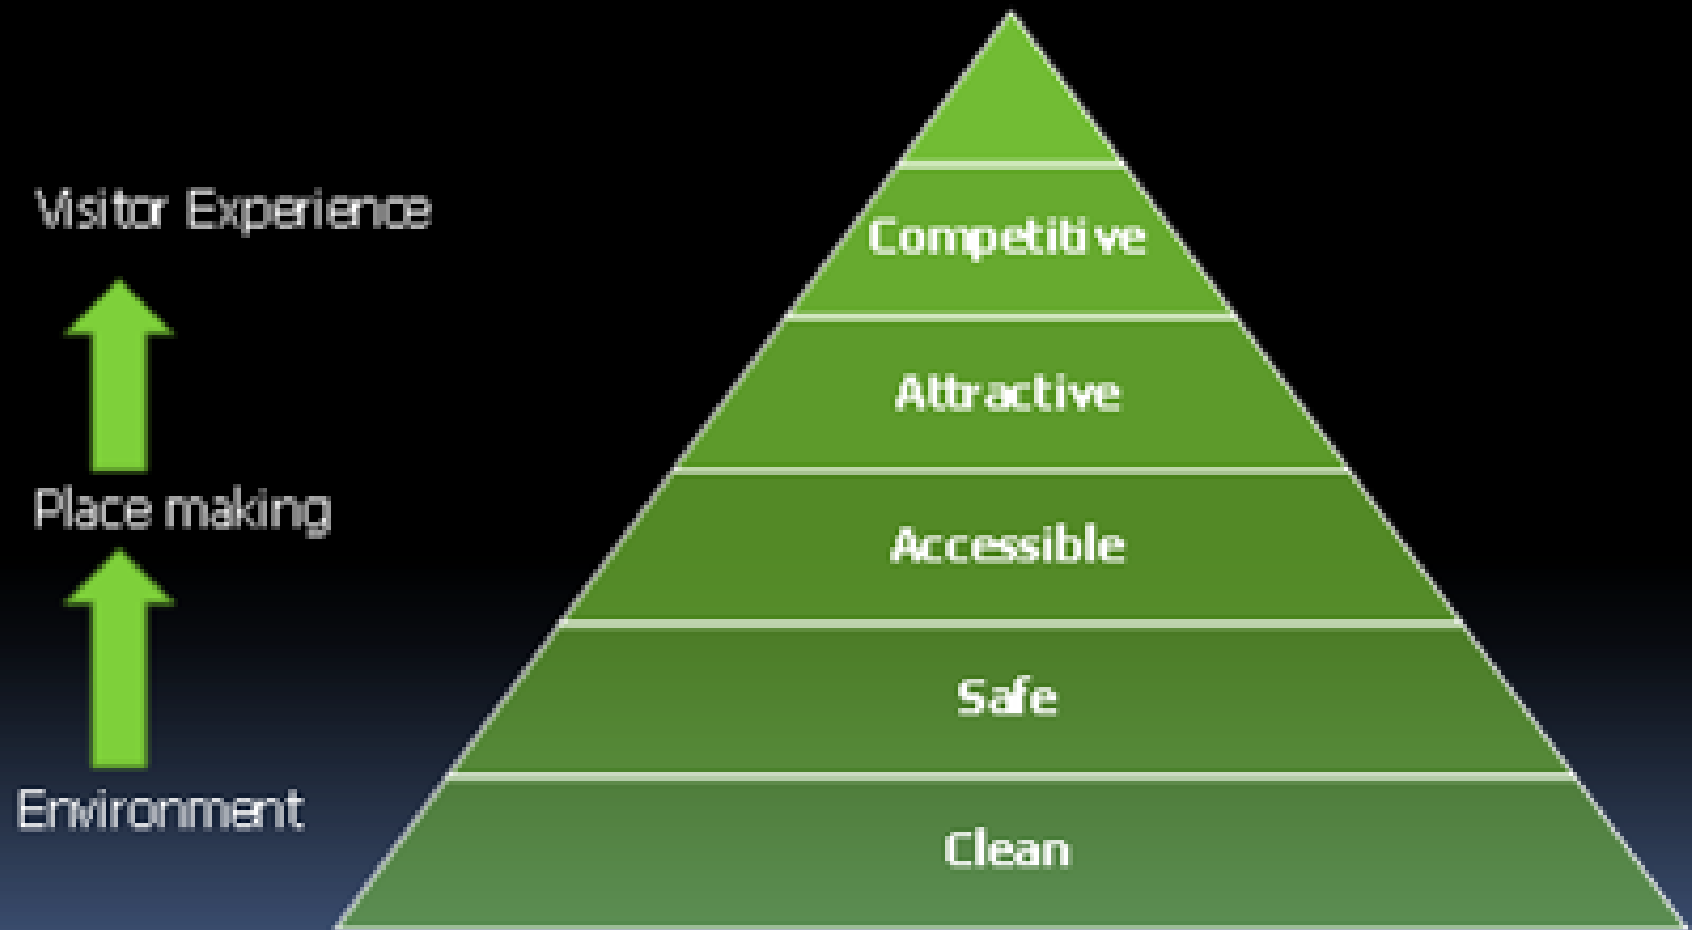 Visitor Experience
Place making
Environment
Competitive
Attractive
Accessible
Safe
Clean